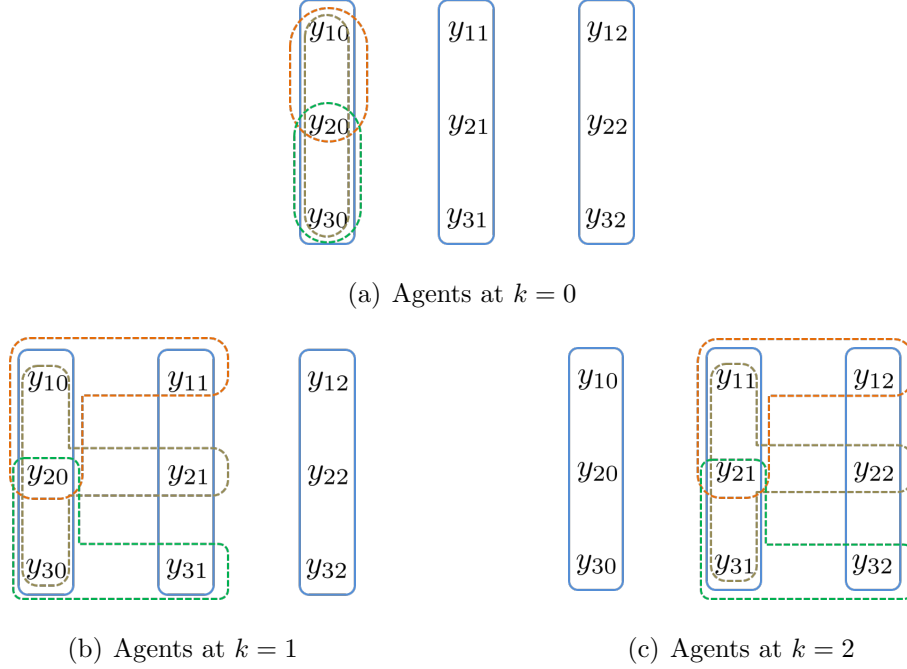 y10 y11 y12
y20 y21 y22
y30 y31 y32
(a) Agents at k = 0
y10 y11 y12 y10 y11 y12
y20 y21 y22 y20 y21 y22
y30 y31 y32 y30 y31 y32
(b) Agents at k = 1 (c) Agents at k = 2